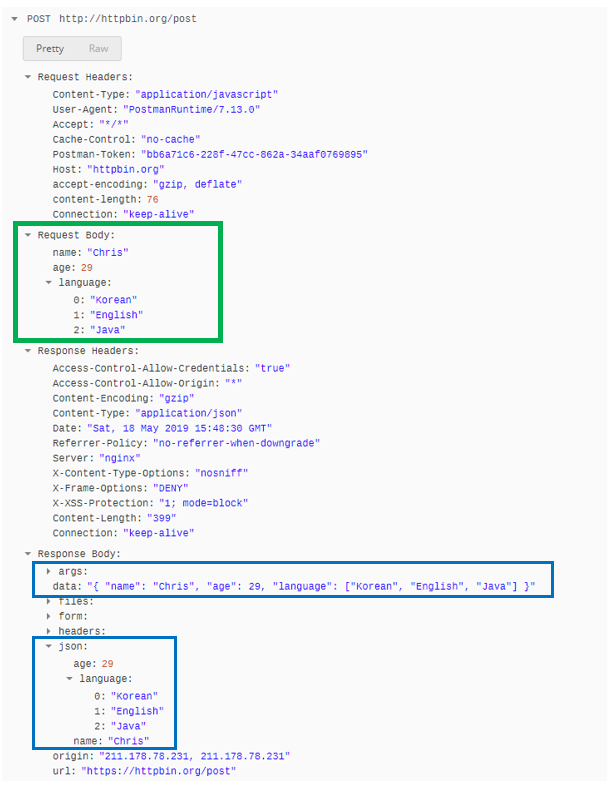 POST http://httpbin.org/post
Pretty Raw
Request Headers:
Content-Type: "application/javascript"
User-Agent: "PostmanRuntime/7.13.0"
Accept: "*/*"
Cache-Control: "no-cache"
Postman-Token: "bb6a71c6-228f-47cc-862a-34aaf0769895"
Host: "httpbin.org"
accept-encoding: "gzip, deflate"
content-length: 76
Connection: "keep-alive"
Request Body:
name: "Chris"
age: 29
language:
0: "Korean"
1: "English"
2: "Java"
Response Headers:
Access-Control-Allow-Credentials: "true"
Access-Control-Allow-Origin: "*"
Content-Encoding: "gzip"
Content-Type: "application/json"
Date: "Sat, 18 May 2019 15:48:30 GMT"
Referrer-Policy: "no-referrer-when-downgrade"
Server: "nginx"
X-Content-Type-Options: "nosniff"
X-Frame-Options: "DENY"
X-XSS-Protection: "1; mode=block"
Content-Length: "399"
Connection: "keep-alive"
Response Body:
args:
data: "{ "name": "Chris", "age": 29, "language": ["Korean", "English", "Java"] }"
files:
form:
headers:
json:
age: 29
language:
0: "Korean"
1: "English"
2: "Java"
name: "Chris"
origin: "211.178.78.231, 211.178.78.231"
url: "https://httpbin.org/post"